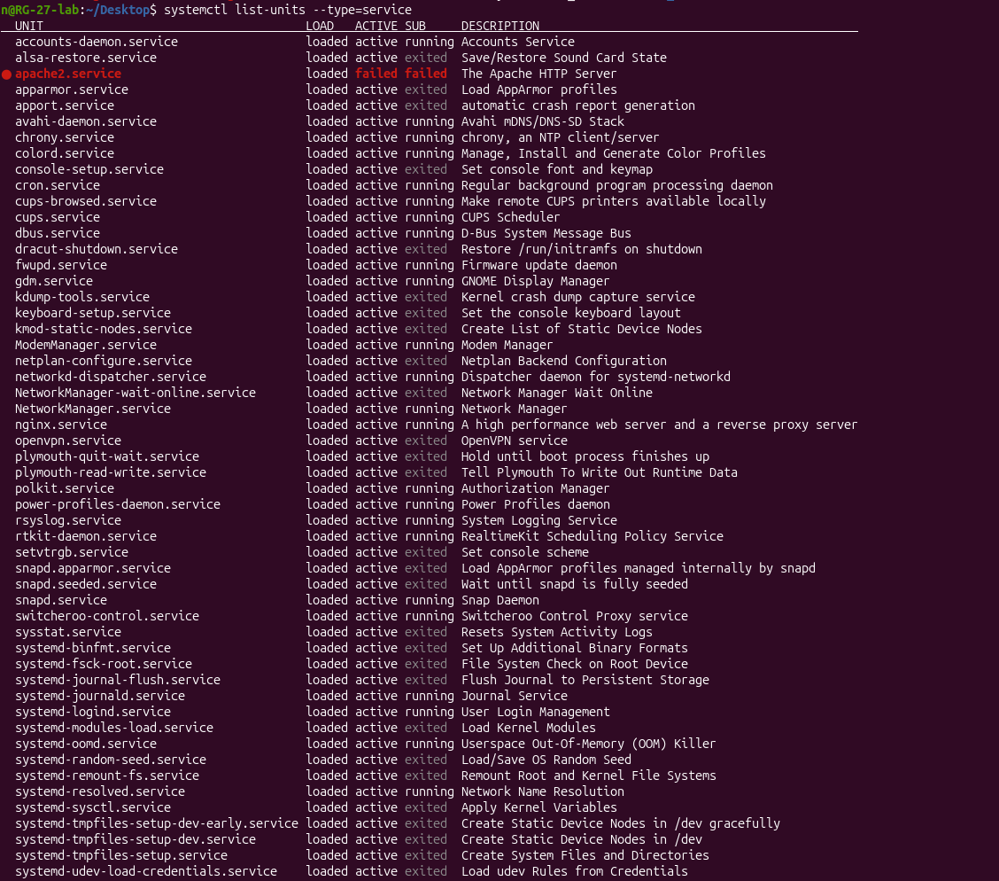 n@RG-27-lab:~/Desktop$ systemctl list-units --type=service
UNIT LOAD ACTIVE SUB DESCRIPTION
accounts-daemon.service loaded active running Accounts Service
alsa-restore.service loaded active exited Save/Restore Sound Card State
● apache2.service loaded failed failed The Apache HTTP Server
apparmor.service loaded active exited Load AppArmor profiles
apport.service loaded active exited automatic crash report generation
avahi-daemon.service loaded active running Avahi mDNS/DNS-SD Stack
chrony.service loaded active running chrony, an NTP client/server
colord.service loaded active running Manage, Install and Generate Color Profiles
console-setup.service loaded active exited Set console font and keymap
cron.service loaded active running Regular background program processing daemon
cups-browsed.service loaded active running Make remote CUPS printers available locally
cups.service loaded active running CUPS Scheduler
dbus.service loaded active running D-Bus System Message Bus
dracut-shutdown.service loaded active exited Restore /run/initramfs on shutdown
fwupd.service loaded active running Firmware update daemon
gdm.service loaded active running GNOME Display Manager
kdump-tools.service loaded active exited Kernel crash dump capture service
keyboard-setup.service loaded active exited Set the console keyboard layout
kmod-static-nodes.service loaded active exited Create List of Static Device Nodes
ModemManager.service loaded active running Modem Manager
netplan-configure.service loaded active exited Netplan Backend Configuration
networkd-dispatcher.service loaded active running Dispatcher daemon for systemd-networkd
NetworkManager-wait-online.service loaded active exited Network Manager Wait Online
NetworkManager.service loaded active running Network Manager
nginx.service loaded active running A high performance web server and a reverse proxy server
openvpn.service loaded active exited OpenVPN service
plymouth-quit-wait.service loaded active exited Hold until boot process finishes up
plymouth-read-write.service loaded active exited Tell Plymouth To Write Out Runtime Data
polkit.service loaded active running Authorization Manager
power-profiles-daemon.service loaded active running Power Profiles daemon
rsyslog.service loaded active running System Logging Service
rtkit-daemon.service loaded active running RealtimeKit Scheduling Policy Service
setvtrgb.service loaded active exited Set console scheme
snapd.apparmor.service loaded active exited Load AppArmor profiles managed internally by snapd
snapd.seeded.service loaded active exited Wait until snapd is fully seeded
snapd.service loaded active running Snap Daemon
switcheroo-control.service loaded active running Switcheroo Control Proxy service
sysstat.service loaded active exited Resets System Activity Logs
systemd-binfmt.service loaded active exited Set Up Additional Binary Formats
systemd-fsck-root.service loaded active exited File System Check on Root Device
systemd-journal-flush.service loaded active exited Flush Journal to Persistent Storage
systemd-journald.service loaded active running Journal Service
systemd-logind.service loaded active running User Login Management
systemd-modules-load.service loaded active exited Load Kernel Modules
systemd-oomd.service loaded active running Userspace Out-Of-Memory (OOM) Killer
systemd-random-seed.service loaded active exited Load/Save OS Random Seed
systemd-remount-fs.service loaded active exited Remount Root and Kernel File Systems
systemd-resolved.service loaded active running Network Name Resolution
systemd-sysctl.service loaded active exited Apply Kernel Variables
systemd-tmpfiles-setup-dev-early.service loaded active exited Create Static Device Nodes in /dev gracefully
systemd-tmpfiles-setup-dev.service loaded active exited Create Static Device Nodes in /dev
systemd-tmpfiles-setup.service loaded active exited Create System Files and Directories
systemd-udev-load-credentials.service loaded active exited Load udev Rules from Credentials